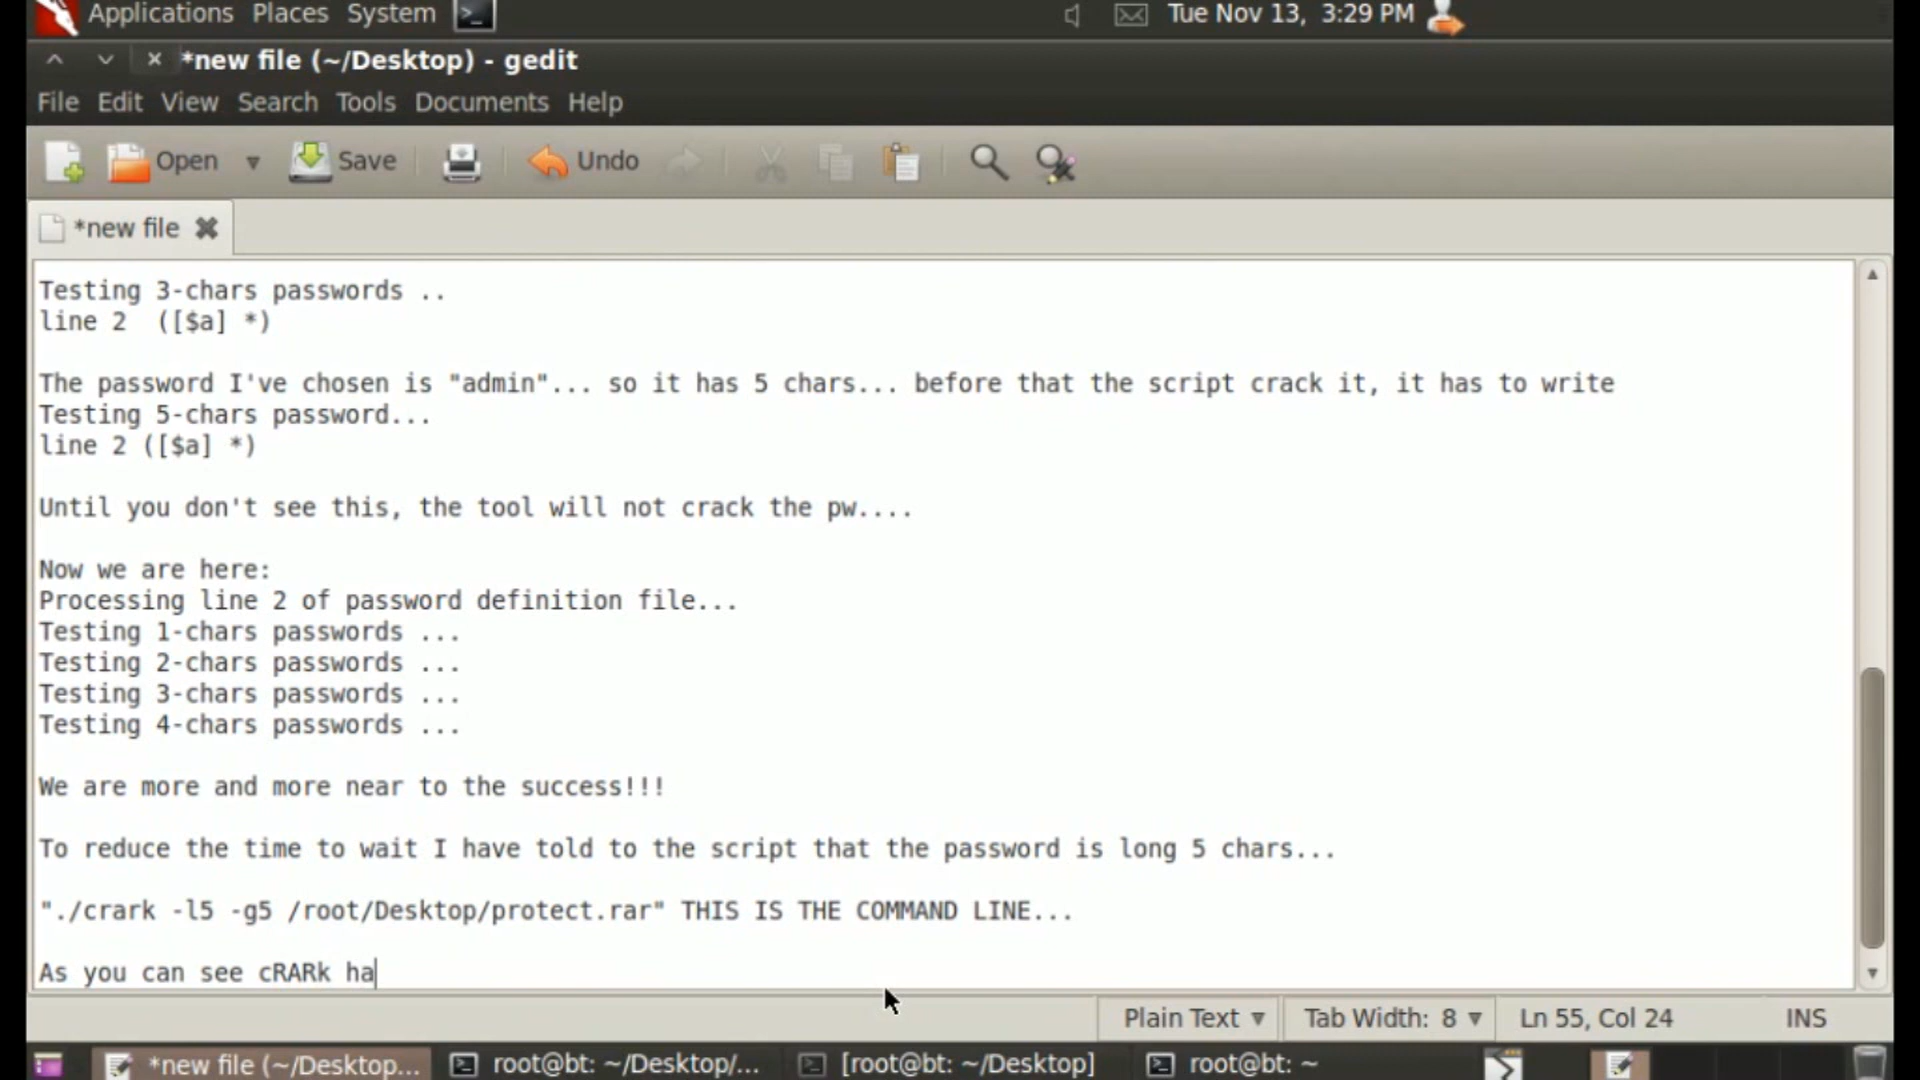 Applications Places System Tue Nov 13, 3:29 PM
*new file (~/Desktop) - gedit
File Edit View Search Tools Documents Help
Open Save Undo
*new file
Testing 3-chars passwords ..
line 2  ([$a] *)
The password I've chosen is "admin"... so it has 5 chars... before that the script crack it, it has to write
Testing 5-chars password...
line 2 ([$a] *)
Until you don't see this, the tool will not crack the pw....
Now we are here:
Processing line 2 of password definition file...
Testing 1-chars passwords ...
Testing 2-chars passwords ...
Testing 3-chars passwords ...
Testing 4-chars passwords ...
We are more and more near to the success!!!
To reduce the time to wait I have told to the script that the password is long 5 chars...
"./crark -l5 -g5 /root/Desktop/protect.rar" THIS IS THE COMMAND LINE...
As you can see cRARk ha
Plain Text Tab Width: 8 Ln 55, Col 24 INS
*new file (~/Desktop... root@bt: ~/Desktop/... [root@bt: ~/Desktop] root@bt: ~